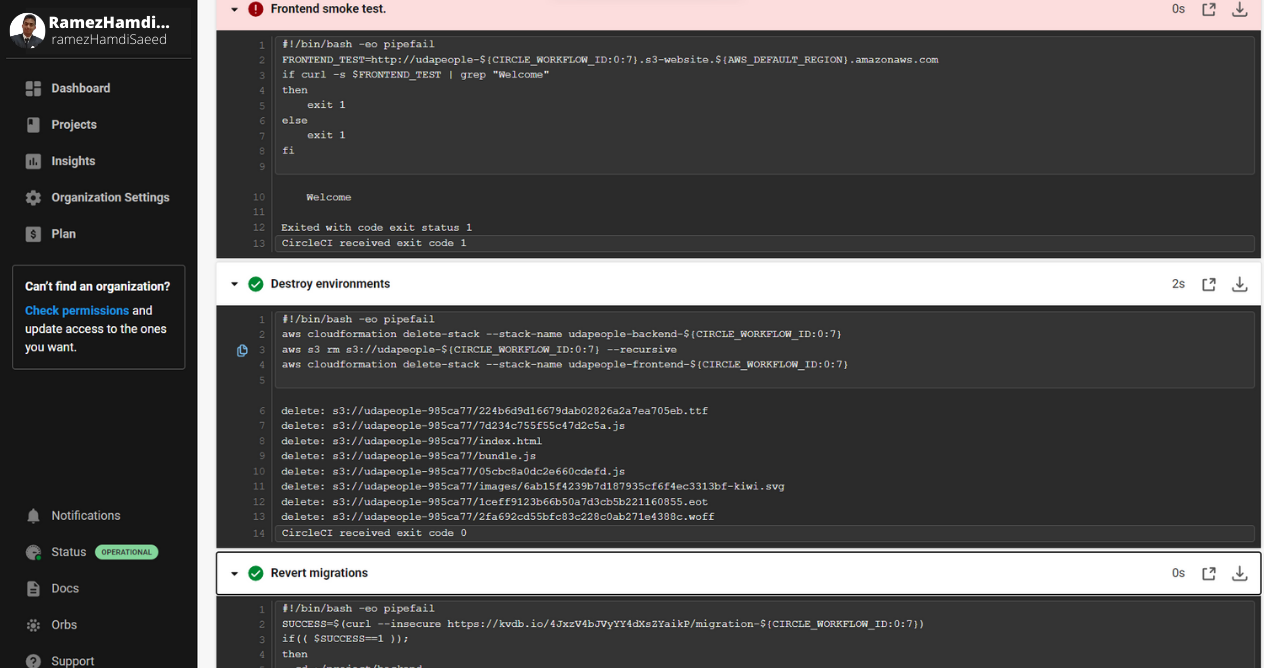 RamezHamdi...
ramezHamdiSaeed
Dashboard
Projects
Insights
Organization Settings
Plan
Can't find an organization?
Check permissions and
update access to the ones
you want.
Notifications
Status OPERATIONAL
Docs
Orbs
Support
Frontend smoke test. 0s
1 #!/bin/bash -eo pipefail
2 FRONTEND_TEST=http://udapeople-${CIRCLE_WORKFLOW_ID:0:7}.s3-website.${AWS_DEFAULT_REGION}.amazonaws.com
3 if curl -s $FRONTEND_TEST | grep "Welcome"
4 then
5 exit 1
6 else
7 exit 1
8 fi
9
10 Welcome
11
12 Exited with code exit status 1
13 CircleCI received exit code 1
Destroy environments 2s
1 #!/bin/bash -eo pipefail
2 aws cloudformation delete-stack --stack-name udapeople-backend-${CIRCLE_WORKFLOW_ID:0:7}
3 aws s3 rm s3://udapeople-${CIRCLE_WORKFLOW_ID:0:7} --recursive
4 aws cloudformation delete-stack --stack-name udapeople-frontend-${CIRCLE_WORKFLOW_ID:0:7}
5
6 delete: s3://udapeople-985ca77/224b6d9d16679dab02826a2a7ea705eb.ttf
7 delete: s3://udapeople-985ca77/7d234c755f55c47d2c5a.js
8 delete: s3://udapeople-985ca77/index.html
9 delete: s3://udapeople-985ca77/bundle.js
10 delete: s3://udapeople-985ca77/05cbc8a0dc2e660cdefd.js
11 delete: s3://udapeople-985ca77/images/6ab15f4239b7d187935cf6f4ec3313bf-kiwi.svg
12 delete: s3://udapeople-985ca77/1ceff9123b66b50a7d3cb5b221160855.eot
13 delete: s3://udapeople-985ca77/2fa692cd55bfc83c228c0ab271e4388c.woff
14 CircleCI received exit code 0
Revert migrations 0s
1 #!/bin/bash -eo pipefail
2 SUCCESS=$(curl --insecure https://kvdb.io/4JxzV4bJVyYY4dXsZYaikP/migration-${CIRCLE_WORKFLOW_ID:0:7})
3 if(( $SUCCESS==1 ));
4 then